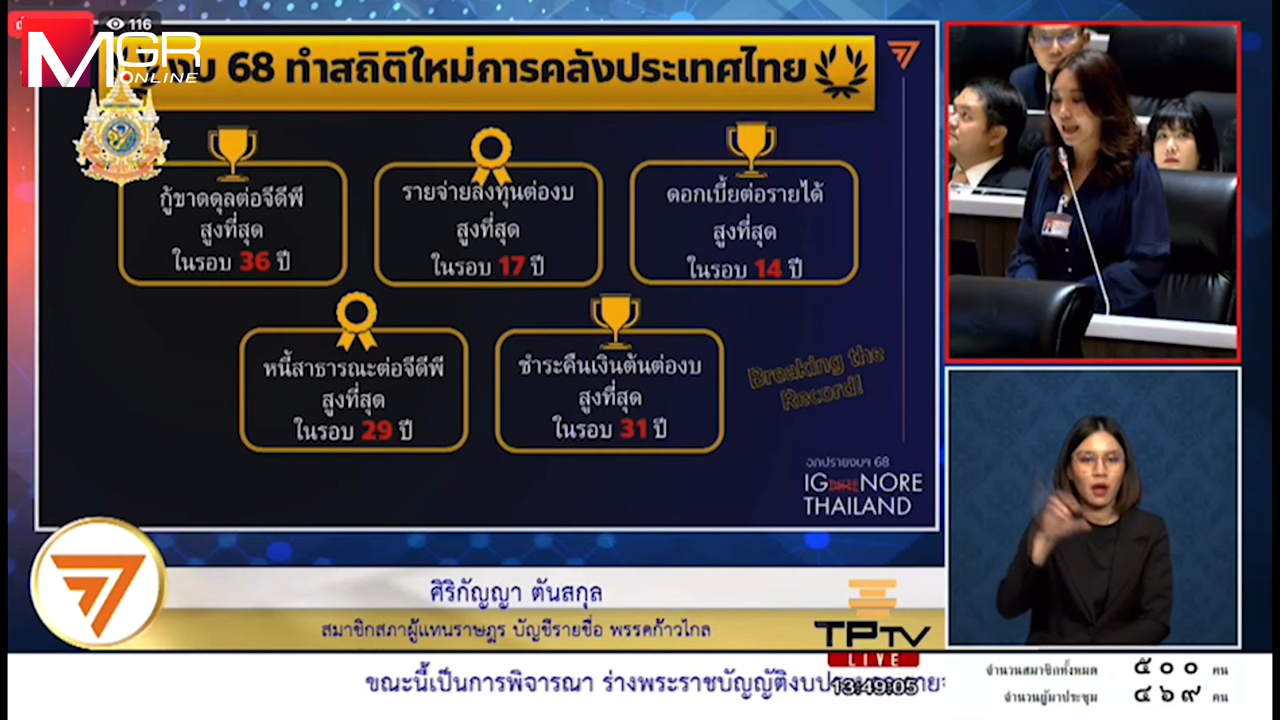 116
MGR
ONLINE
งบ 68 ทำสถิติใหม่การคลังประเทศไทย
กู้ขาดดุลต่อจีดีพี
สูงที่สุด
ในรอบ 36 ปี
รายจ่ายลงทุนต่องบ
สูงที่สุด
ในรอบ 17 ปี
ดอกเบี้ยต่อรายได้
สูงที่สุด
ในรอบ 14 ปี
หนี้สาธารณะต่อจีดีพี
สูงที่สุด
ในรอบ 29 ปี
ชำระคืนเงินต้นต่องบ
สูงที่สุด
ในรอบ 31 ปี
Breaking the
Record!
อภิปรายงบฯ 68
IG NORE
THAILAND
ศิริกัญญา ตันสกุล
สมาชิกสภาผู้แทนราษฎร บัญชีรายชื่อ พรรคก้าวไกล
TPTV
LIVE
13:49:05
ขณะนี้เป็นการพิจารณา ร่างพระราชบัญญัติงบประมาณรายจ
จำนวนสมาชิกทั้งหมด ๕๐๐ คน
จำนวนผู้มาประชุม ๔๖๙ คน